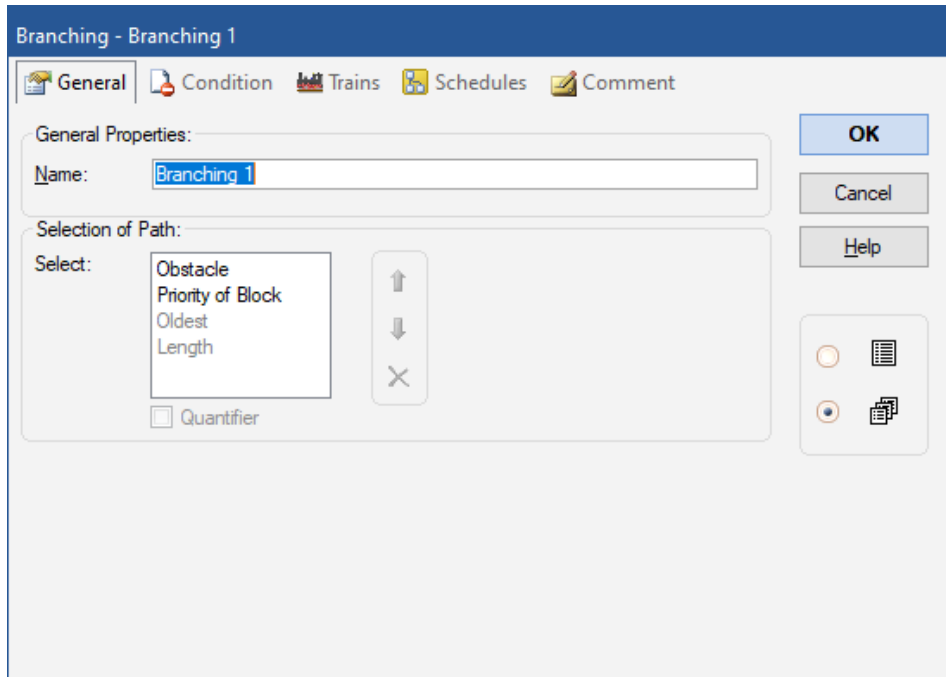 Branching - Branching 1
General Condition Trains Schedules Comment
General Properties:
Name: Branching 1
OK
Cancel
Help
Selection of Path:
Select:
Obstacle
Priority of Block
Oldest
Length
Quantifier